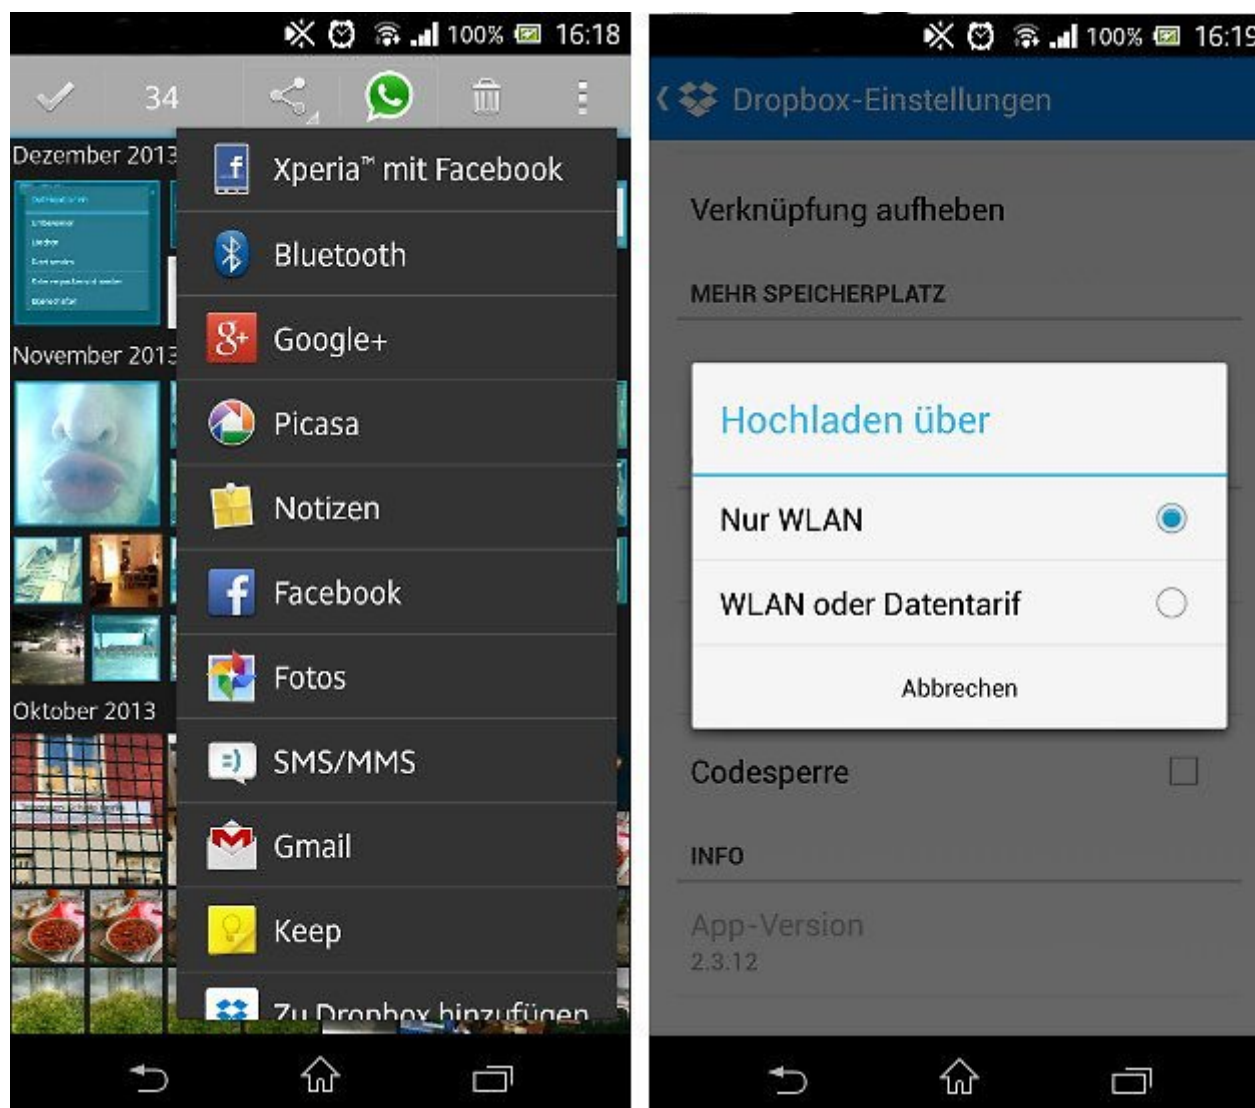 100% 16:18
34
Dezember 2013
November 2013
Oktober 2013
Xperia™ mit Facebook
Bluetooth
Google+
Picasa
Notizen
Facebook
Fotos
SMS/MMS
Gmail
Keep
Zu Dropbox hinzufügen
100% 16:19
Dropbox-Einstellungen
Verknüpfung aufheben
MEHR SPEICHERPLATZ
Hochladen über
Nur WLAN
WLAN oder Datentarif
Abbrechen
Codesperre
INFO
App-Version
2.3.12